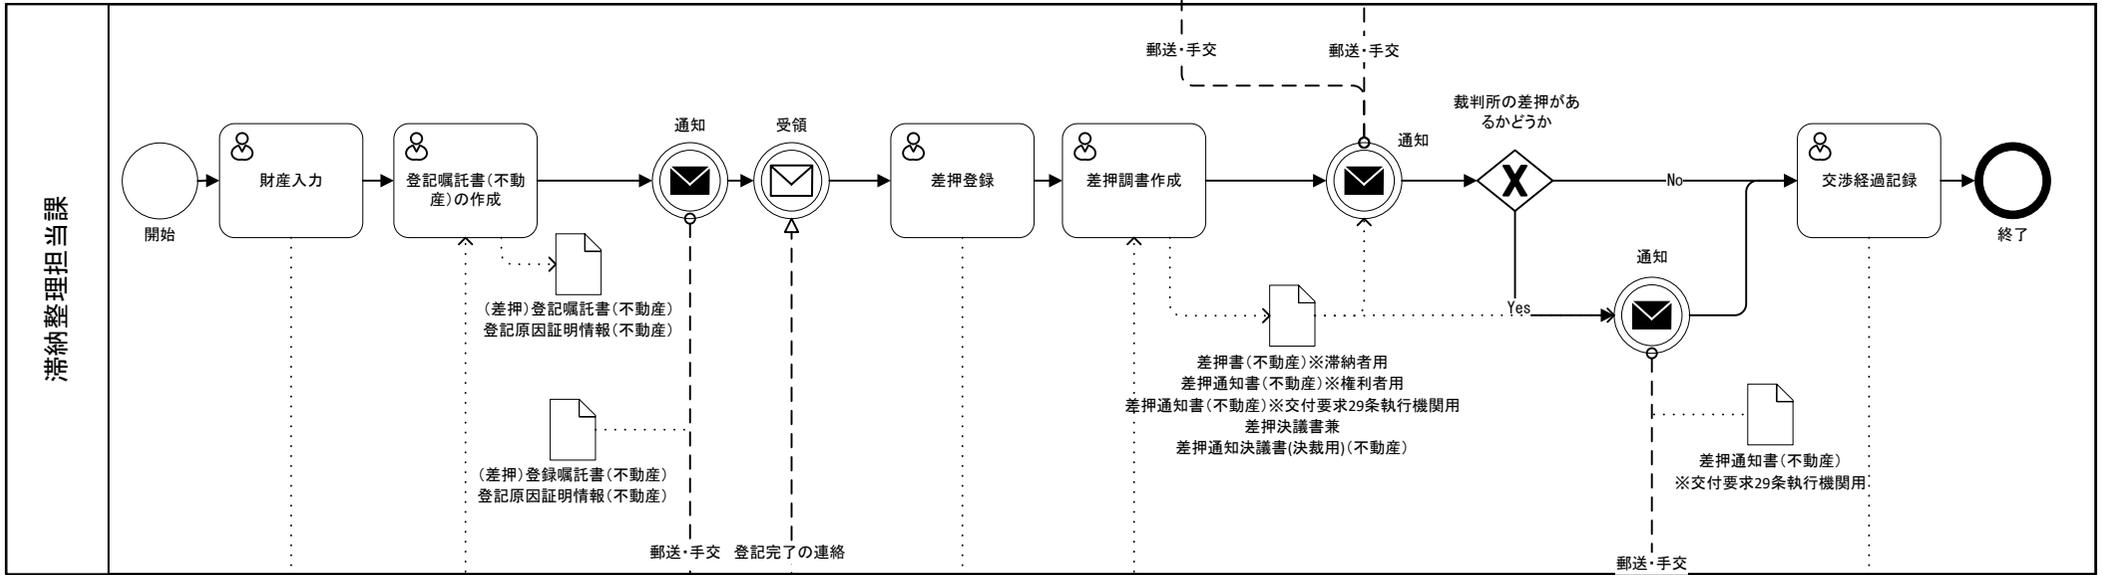 滞納整理担当課
郵送・手交
郵送・手交
開始
財産入力
登記嘱託書(不動
産)の作成
通知
受領
差押登録
差押調書作成
通知
裁判所の差押があ
るかどうか
No
Yes
通知
交渉経過記録
終了
(差押)登記嘱託書(不動産)
登記原因証明情報(不動産)
(差押)登録嘱託書(不動産)
登記原因証明情報(不動産)
郵送・手交
登記完了の連絡
差押書(不動産)※滞納者用
差押通知書(不動産)※権利者用
差押通知書(不動産)※交付要求29条執行機関用
差押決議書兼
差押通知決議書(決裁用)(不動産)
差押通知書(不動産)
※交付要求29条執行機関用
郵送・手交